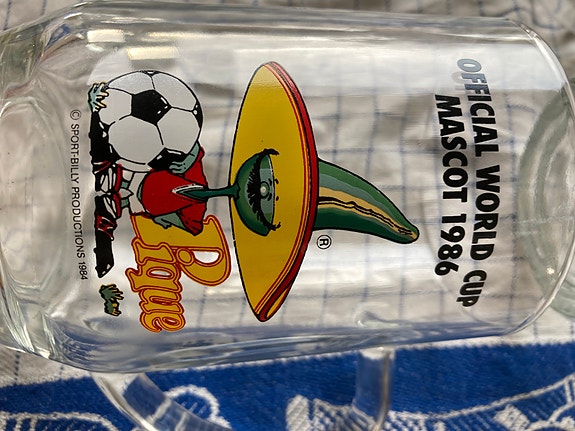 OFFICIAL WORLD CUP
MASCOT 1986
®
Pique
© SPORT-BILLY PRODUCTIONS 1984